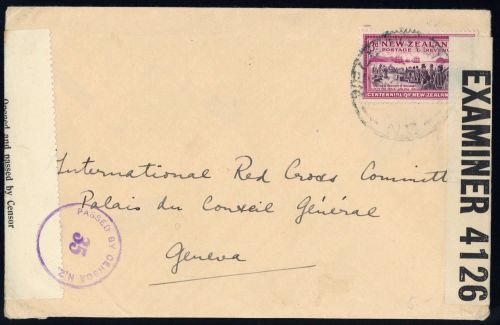 NEW ZEALAND
POSTAGE & REVENUE
CENTENNIAL OF NEW ZEALAND
EXAMINER 4126
Opened and passed by Censor
International Red Cross Committ
Palais du Conseil Général
Geneva
PASSED BY CENSOR N.Z.
35